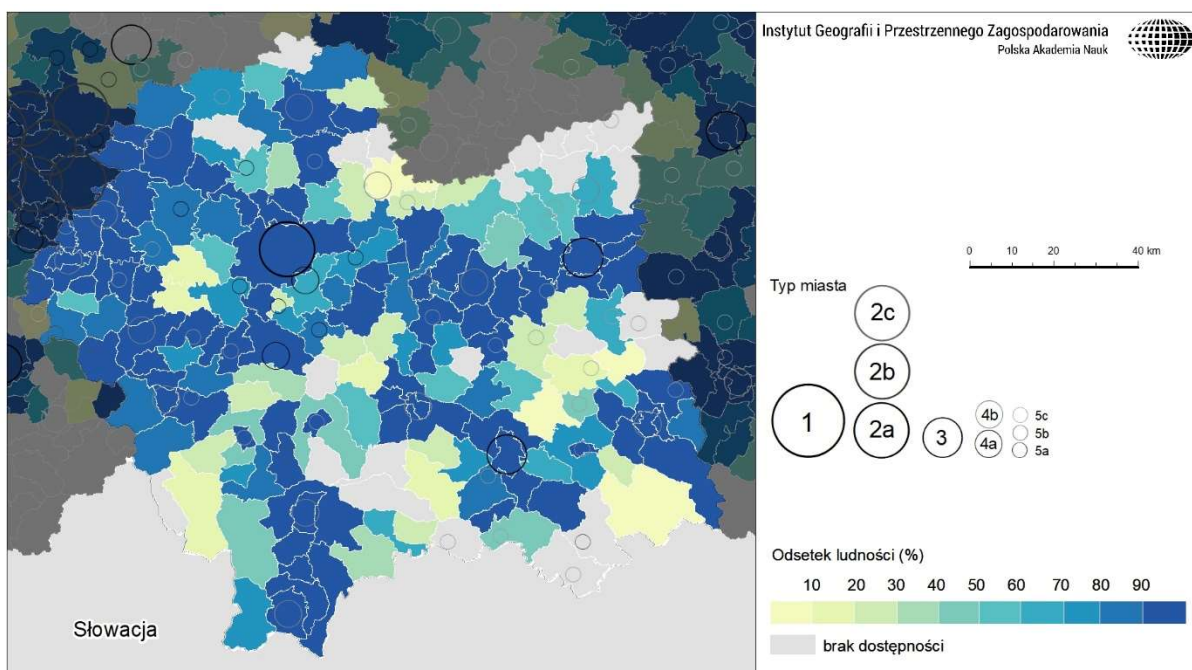 Instytut Geografii i Przestrzennego Zagospodarowania
Polska Akademia Nauk
0 10 20 40 km
Typ miasta
2c
2b
1
2a
3
4b
4a
5c
5b
5a
Odsetek ludności (%)
10 20 30 40 50 60 70 80 90
brak dostępności
Słowacja